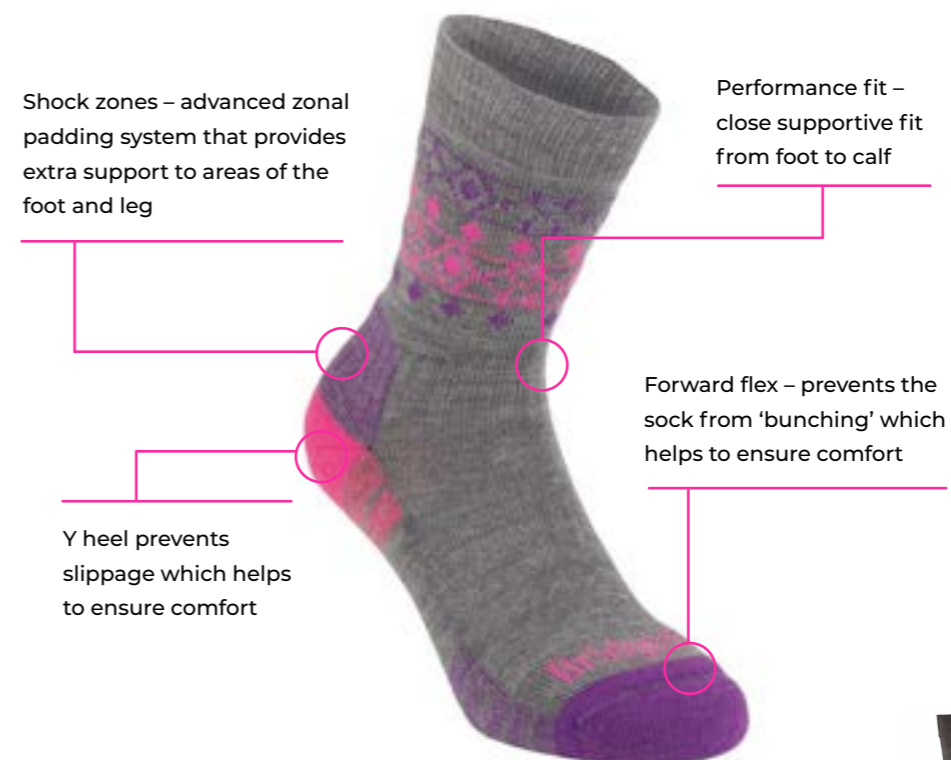 Shock zones – advanced zonal
padding system that provides
extra support to areas of the
foot and leg
Performance fit –
close supportive fit
from foot to calf
Forward flex – prevents the
sock from ‘bunching’ which
helps to ensure comfort
Y heel prevents
slippage which helps
to ensure comfort